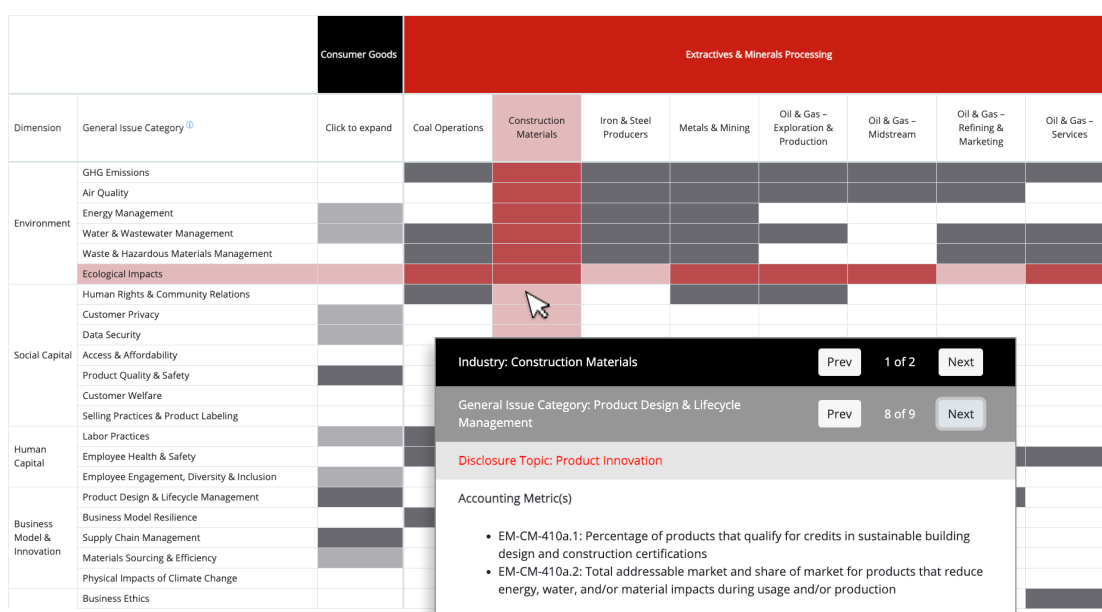 Consumer Goods
Extractives & Minerals Processing
Dimension
General Issue Category ⓘ
Click to expand
Coal Operations
Construction
Materials
Iron & Steel
Producers
Metals & Mining
Oil & Gas –
Exploration &
Production
Oil & Gas –
Midstream
Oil & Gas –
Refining &
Marketing
Oil & Gas –
Services
Environment
GHG Emissions
Air Quality
Energy Management
Water & Wastewater Management
Waste & Hazardous Materials Management
Ecological Impacts
Social Capital
Human Rights & Community Relations
Customer Privacy
Data Security
Access & Affordability
Product Quality & Safety
Customer Welfare
Selling Practices & Product Labeling
Human
Capital
Labor Practices
Employee Health & Safety
Employee Engagement, Diversity & Inclusion
Business
Model &
Innovation
Product Design & Lifecycle Management
Business Model Resilience
Supply Chain Management
Materials Sourcing & Efficiency
Physical Impacts of Climate Change
Business Ethics
Industry: Construction Materials
Prev
1 of 2
Next
General Issue Category: Product Design & Lifecycle
Management
Prev
8 of 9
Next
Disclosure Topic: Product Innovation
Accounting Metric(s)
• EM-CM-410a.1: Percentage of products that qualify for credits in sustainable building
design and construction certifications
• EM-CM-410a.2: Total addressable market and share of market for products that reduce
energy, water, and/or material impacts during usage and/or production